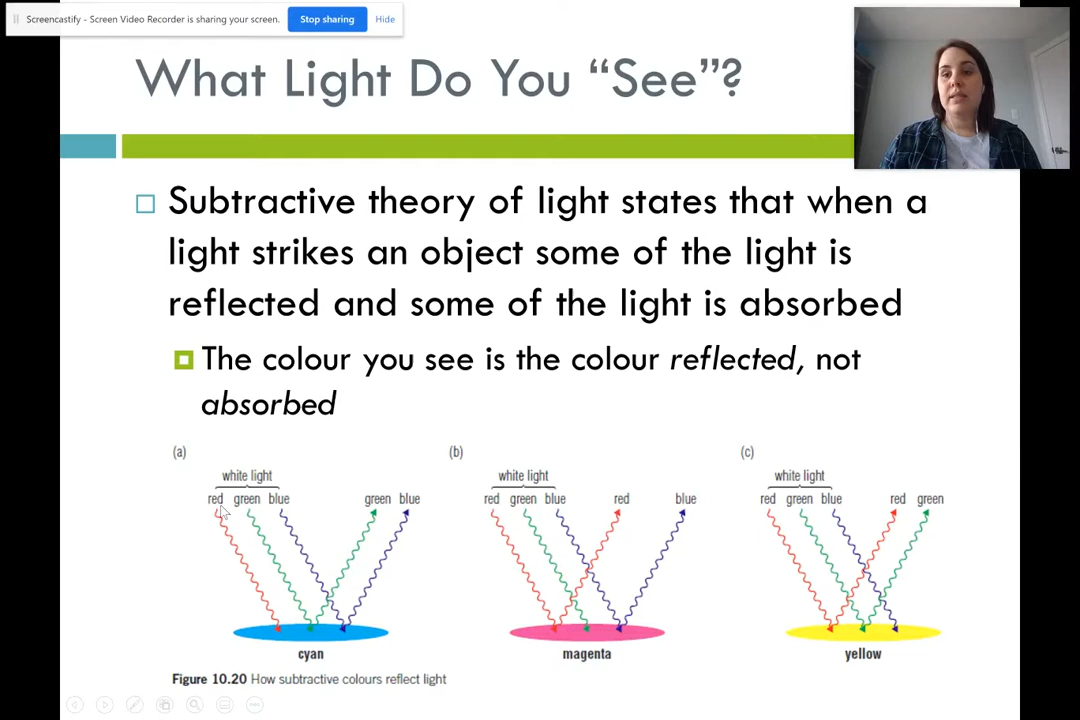 Screencastify - Screen Video Recorder is sharing your screen.
Stop sharing
Hide
What Light Do You “See”?
Subtractive theory of light states that when a
light strikes an object some of the light is
reflected and some of the light is absorbed
The colour you see is the colour reflected, not
absorbed
(a)
white light
red green blue
green blue
cyan
(b)
white light
red green blue
red blue
magenta
(c)
white light
red green blue
red green
yellow
Figure 10.20 How subtractive colours reflect light